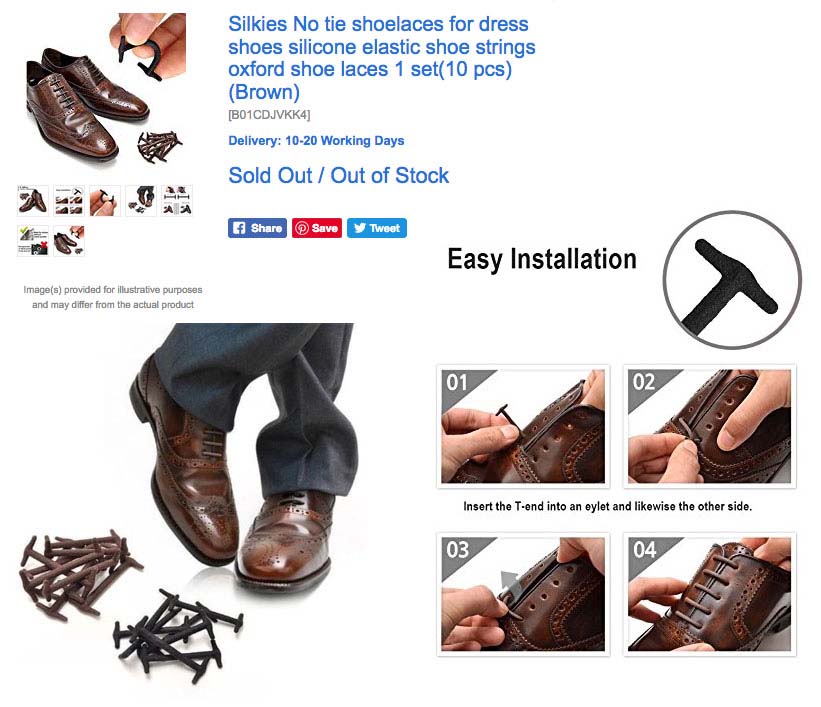 Silkies No tie shoelaces for dress
shoes silicone elastic shoe strings
oxford shoe laces 1 set(10 pcs)
(Brown)
[B01CDJVKK4]
Delivery: 10-20 Working Days
Sold Out / Out of Stock
Share
Save
Tweet
Image(s) provided for illustrative purposes
and may differ from the actual product
Easy Installation
01
02
Insert the T-end into an eylet and likewise the other side.
03
04